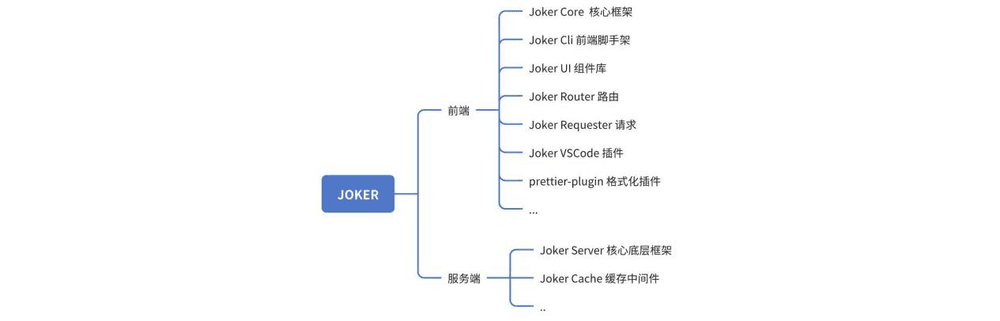 JOKER
前端
Joker Core 核心框架
Joker Cli 前端脚手架
Joker UI 组件库
Joker Router 路由
Joker Requester 请求
Joker VSCode 插件
prettier-plugin 格式化插件
...
服务端
Joker Server 核心底层框架
Joker Cache 缓存中间件
..